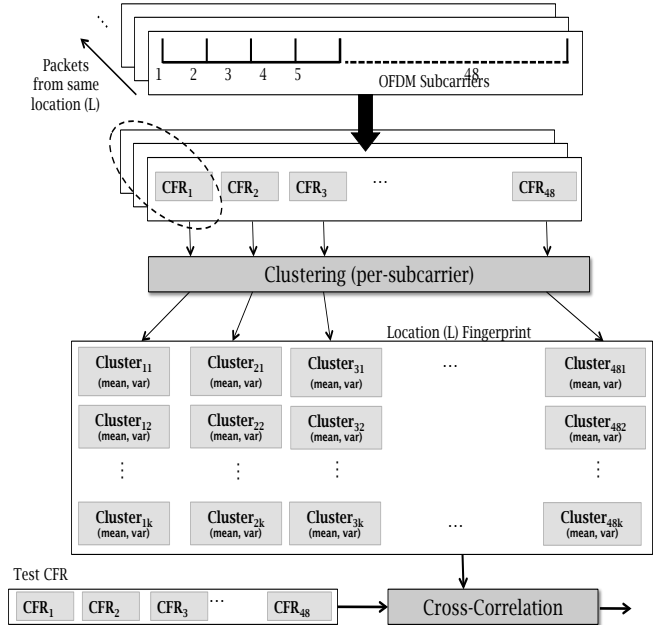 ...
Packets
from same
location (L)
1 2 3 4 5 48
OFDM Subcarriers
CFR1 CFR2 CFR3 ... CFR48
Clustering (per-subcarrier)
Location (L) Fingerprint
Cluster11 Cluster21 Cluster31 ... Cluster481
(mean, var) (mean, var) (mean, var) (mean, var)
Cluster12 Cluster22 Cluster32 Cluster482
(mean, var) (mean, var) (mean, var) (mean, var)
⋮ ⋮ ⋮ ⋮
Cluster1k Cluster2k Cluster3k ... Cluster48k
(mean, var) (mean, var) (mean, var) (mean, var)
Test CFR
CFR1 CFR2 CFR3 ... CFR48
Cross-Correlation